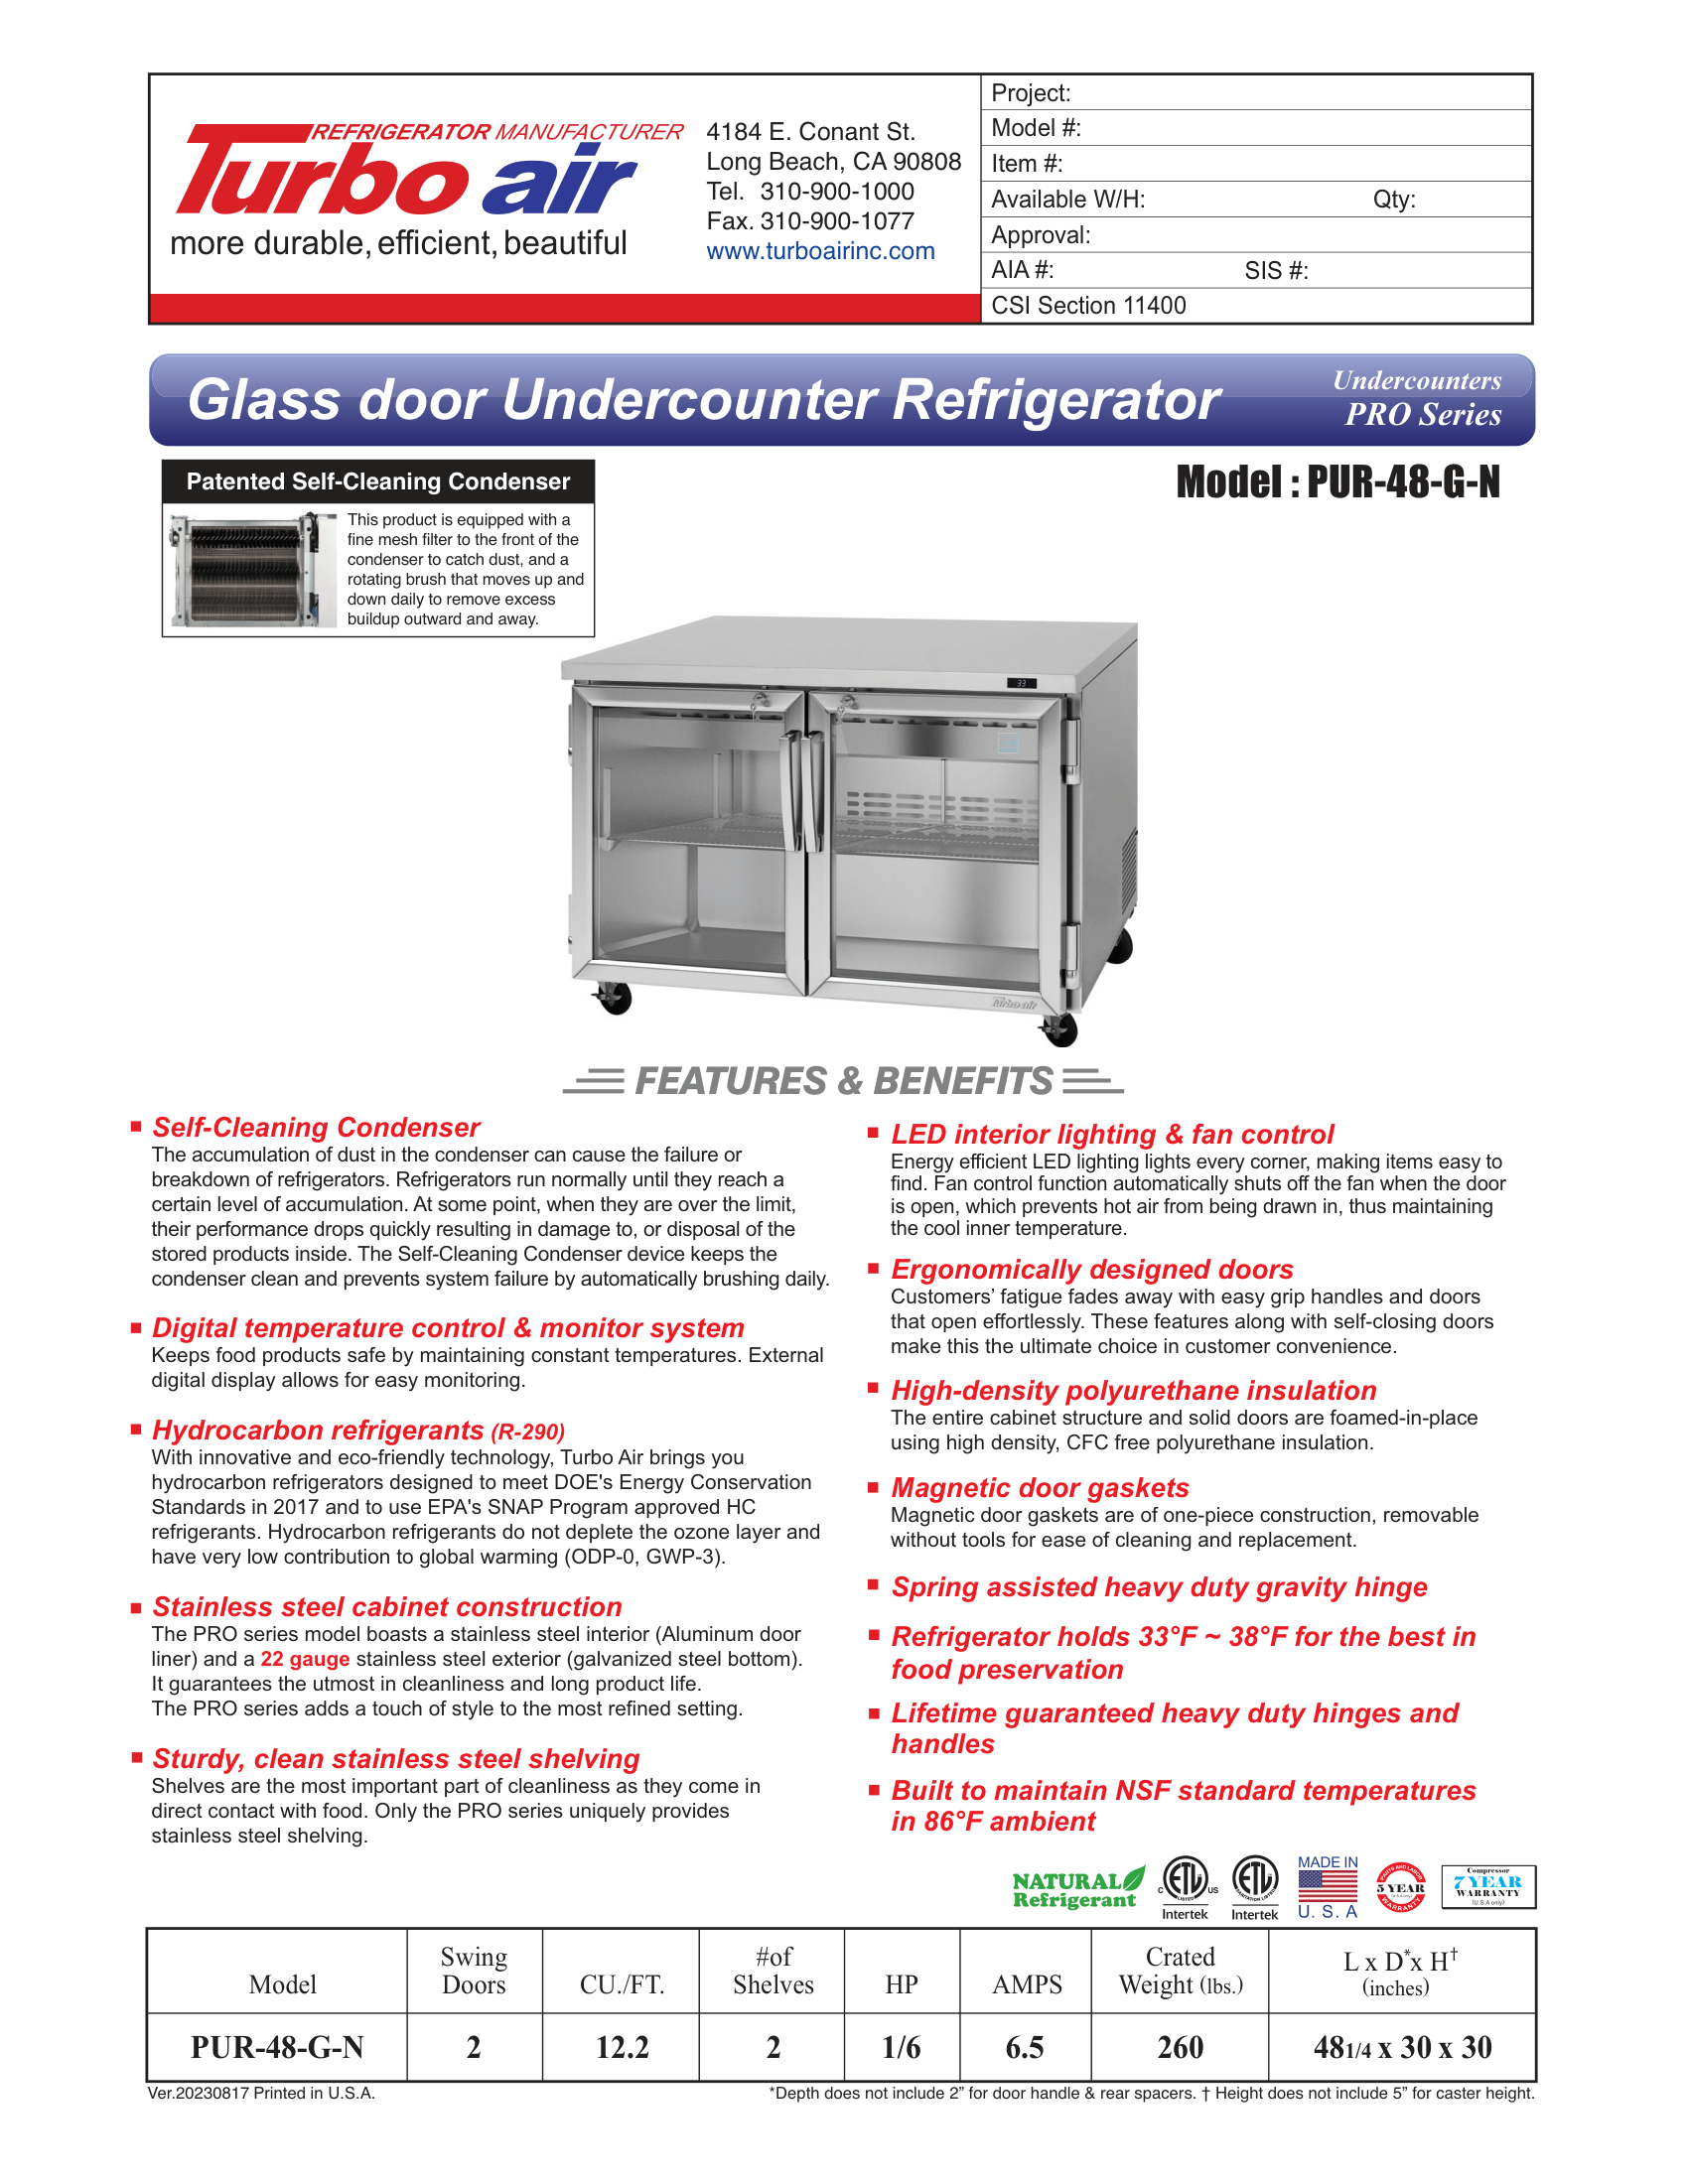 REFRIGERATOR MANUFACTURER
Turbo air
more durable, efficient, beautiful
4184 E. Conant St.
Long Beach, CA 90808
Tel. 310-900-1000
Fax. 310-900-1077
www.turboairinc.com
Project:
Model #:
Item #:
Available W/H: Qty:
Approval:
AIA #: SIS #:
CSI Section 11400
Glass door Undercounter Refrigerator
Undercounters
PRO Series
Patented Self-Cleaning Condenser
This product is equipped with a
fine mesh filter to the front of the
condenser to catch dust, and a
rotating brush that moves up and
down daily to remove excess
buildup outward and away.
Model : PUR-48-G-N
33
Turbo air
FEATURES & BENEFITS
Self-Cleaning Condenser
The accumulation of dust in the condenser can cause the failure or
breakdown of refrigerators. Refrigerators run normally until they reach a
certain level of accumulation. At some point, when they are over the limit,
their performance drops quickly resulting in damage to, or disposal of the
stored products inside. The Self-Cleaning Condenser device keeps the
condenser clean and prevents system failure by automatically brushing daily.
Digital temperature control & monitor system
Keeps food products safe by maintaining constant temperatures. External
digital display allows for easy monitoring.
Hydrocarbon refrigerants (R-290)
With innovative and eco-friendly technology, Turbo Air brings you
hydrocarbon refrigerators designed to meet DOE's Energy Conservation
Standards in 2017 and to use EPA's SNAP Program approved HC
refrigerants. Hydrocarbon refrigerants do not deplete the ozone layer and
have very low contribution to global warming (ODP-0, GWP-3).
Stainless steel cabinet construction
The PRO series model boasts a stainless steel interior (Aluminum door
liner) and a 22 gauge stainless steel exterior (galvanized steel bottom).
It guarantees the utmost in cleanliness and long product life.
The PRO series adds a touch of style to the most refined setting.
Sturdy, clean stainless steel shelving
Shelves are the most important part of cleanliness as they come in
direct contact with food. Only the PRO series uniquely provides
stainless steel shelving.
LED interior lighting & fan control
Energy efficient LED lighting lights every corner, making items easy to
find. Fan control function automatically shuts off the fan when the door
is open, which prevents hot air from being drawn in, thus maintaining
the cool inner temperature.
Ergonomically designed doors
Customers' fatigue fades away with easy grip handles and doors
that open effortlessly. These features along with self-closing doors
make this the ultimate choice in customer convenience.
High-density polyurethane insulation
The entire cabinet structure and solid doors are foamed-in-place
using high density, CFC free polyurethane insulation.
Magnetic door gaskets
Magnetic door gaskets are of one-piece construction, removable
without tools for ease of cleaning and replacement.
Spring assisted heavy duty gravity hinge
Refrigerator holds 33°F ~ 38°F for the best in
food preservation
Lifetime guaranteed heavy duty hinges and
handles
Built to maintain NSF standard temperatures
in 86°F ambient
NATURAL
Refrigerant
C ETL US
LISTED
Intertek
ETL
SANITATION LISTED
Intertek
MADE IN
U. S. A
PARTS AND LABOR
5 YEAR
(U.S.A only)
WARRANTY
Compressor
7 YEAR
WARRANTY
(U.S.A only)
Model Swing Doors CU./FT. #of Shelves HP AMPS Crated Weight (lbs.) L x D* x H† (inches)
PUR-48-G-N 2 12.2 2 1/6 6.5 260 48 1/4 x 30 x 30
Ver.20230817 Printed in U.S.A.
*Depth does not include 2” for door handle & rear spacers. † Height does not include 5” for caster height.